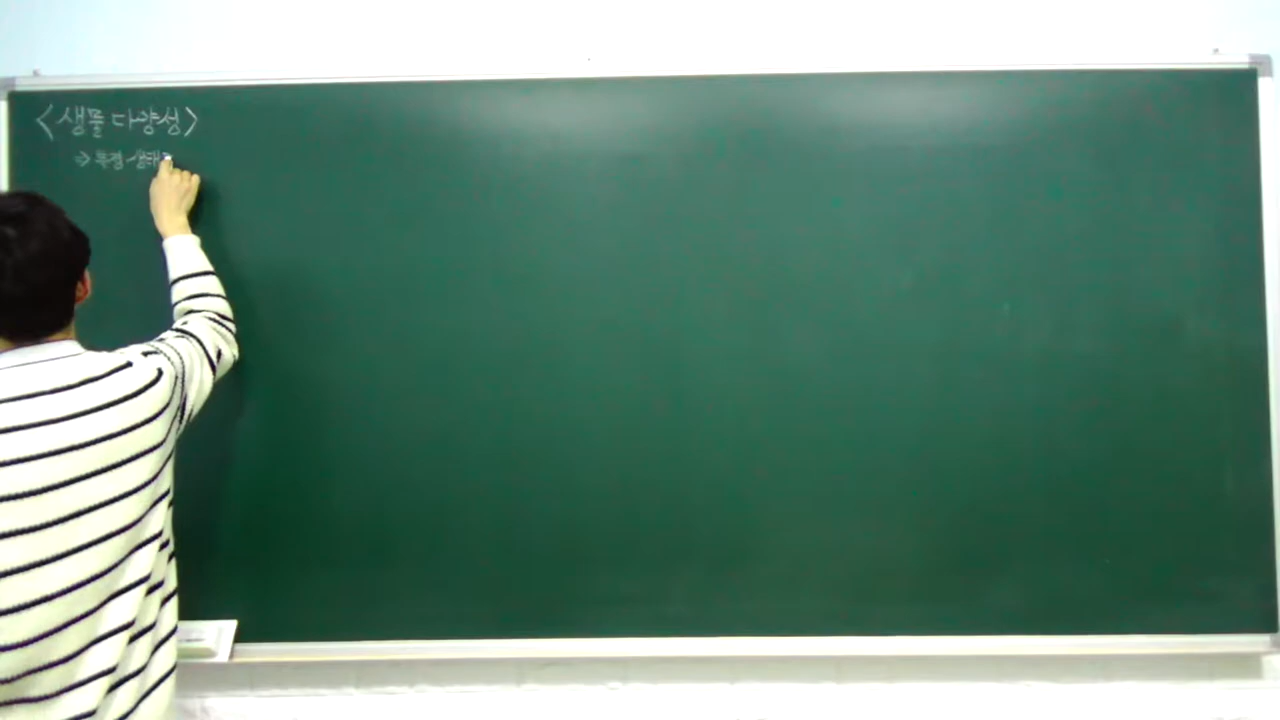 <생물 다양성>
⇒ 특정 생태